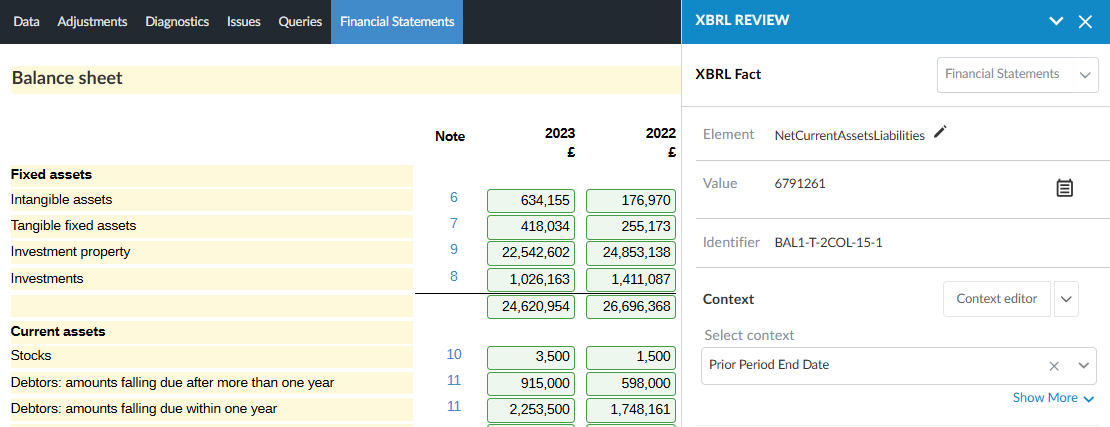 Data Adjustments Diagnostics Issues Queries Financial Statements
Balance sheet
Note 2023 2022
£ £
Fixed assets
Intangible assets 6 634,155 176,970
Tangible fixed assets 7 418,034 255,173
Investment property 9 22,542,602 24,853,138
Investments 8 1,026,163 1,411,087
24,620,954 26,696,368
Current assets
Stocks 10 3,500 1,500
Debtors: amounts falling due after more than one year 11 915,000 598,000
Debtors: amounts falling due within one year 11 2,253,500 1,748,161
XBRL REVIEW
XBRL Fact Financial Statements
Element NetCurrentAssetsLiabilities
Value 6791261
Identifier BAL1-T-2COL-15-1
Context Context editor
Select context
Prior Period End Date
Show More